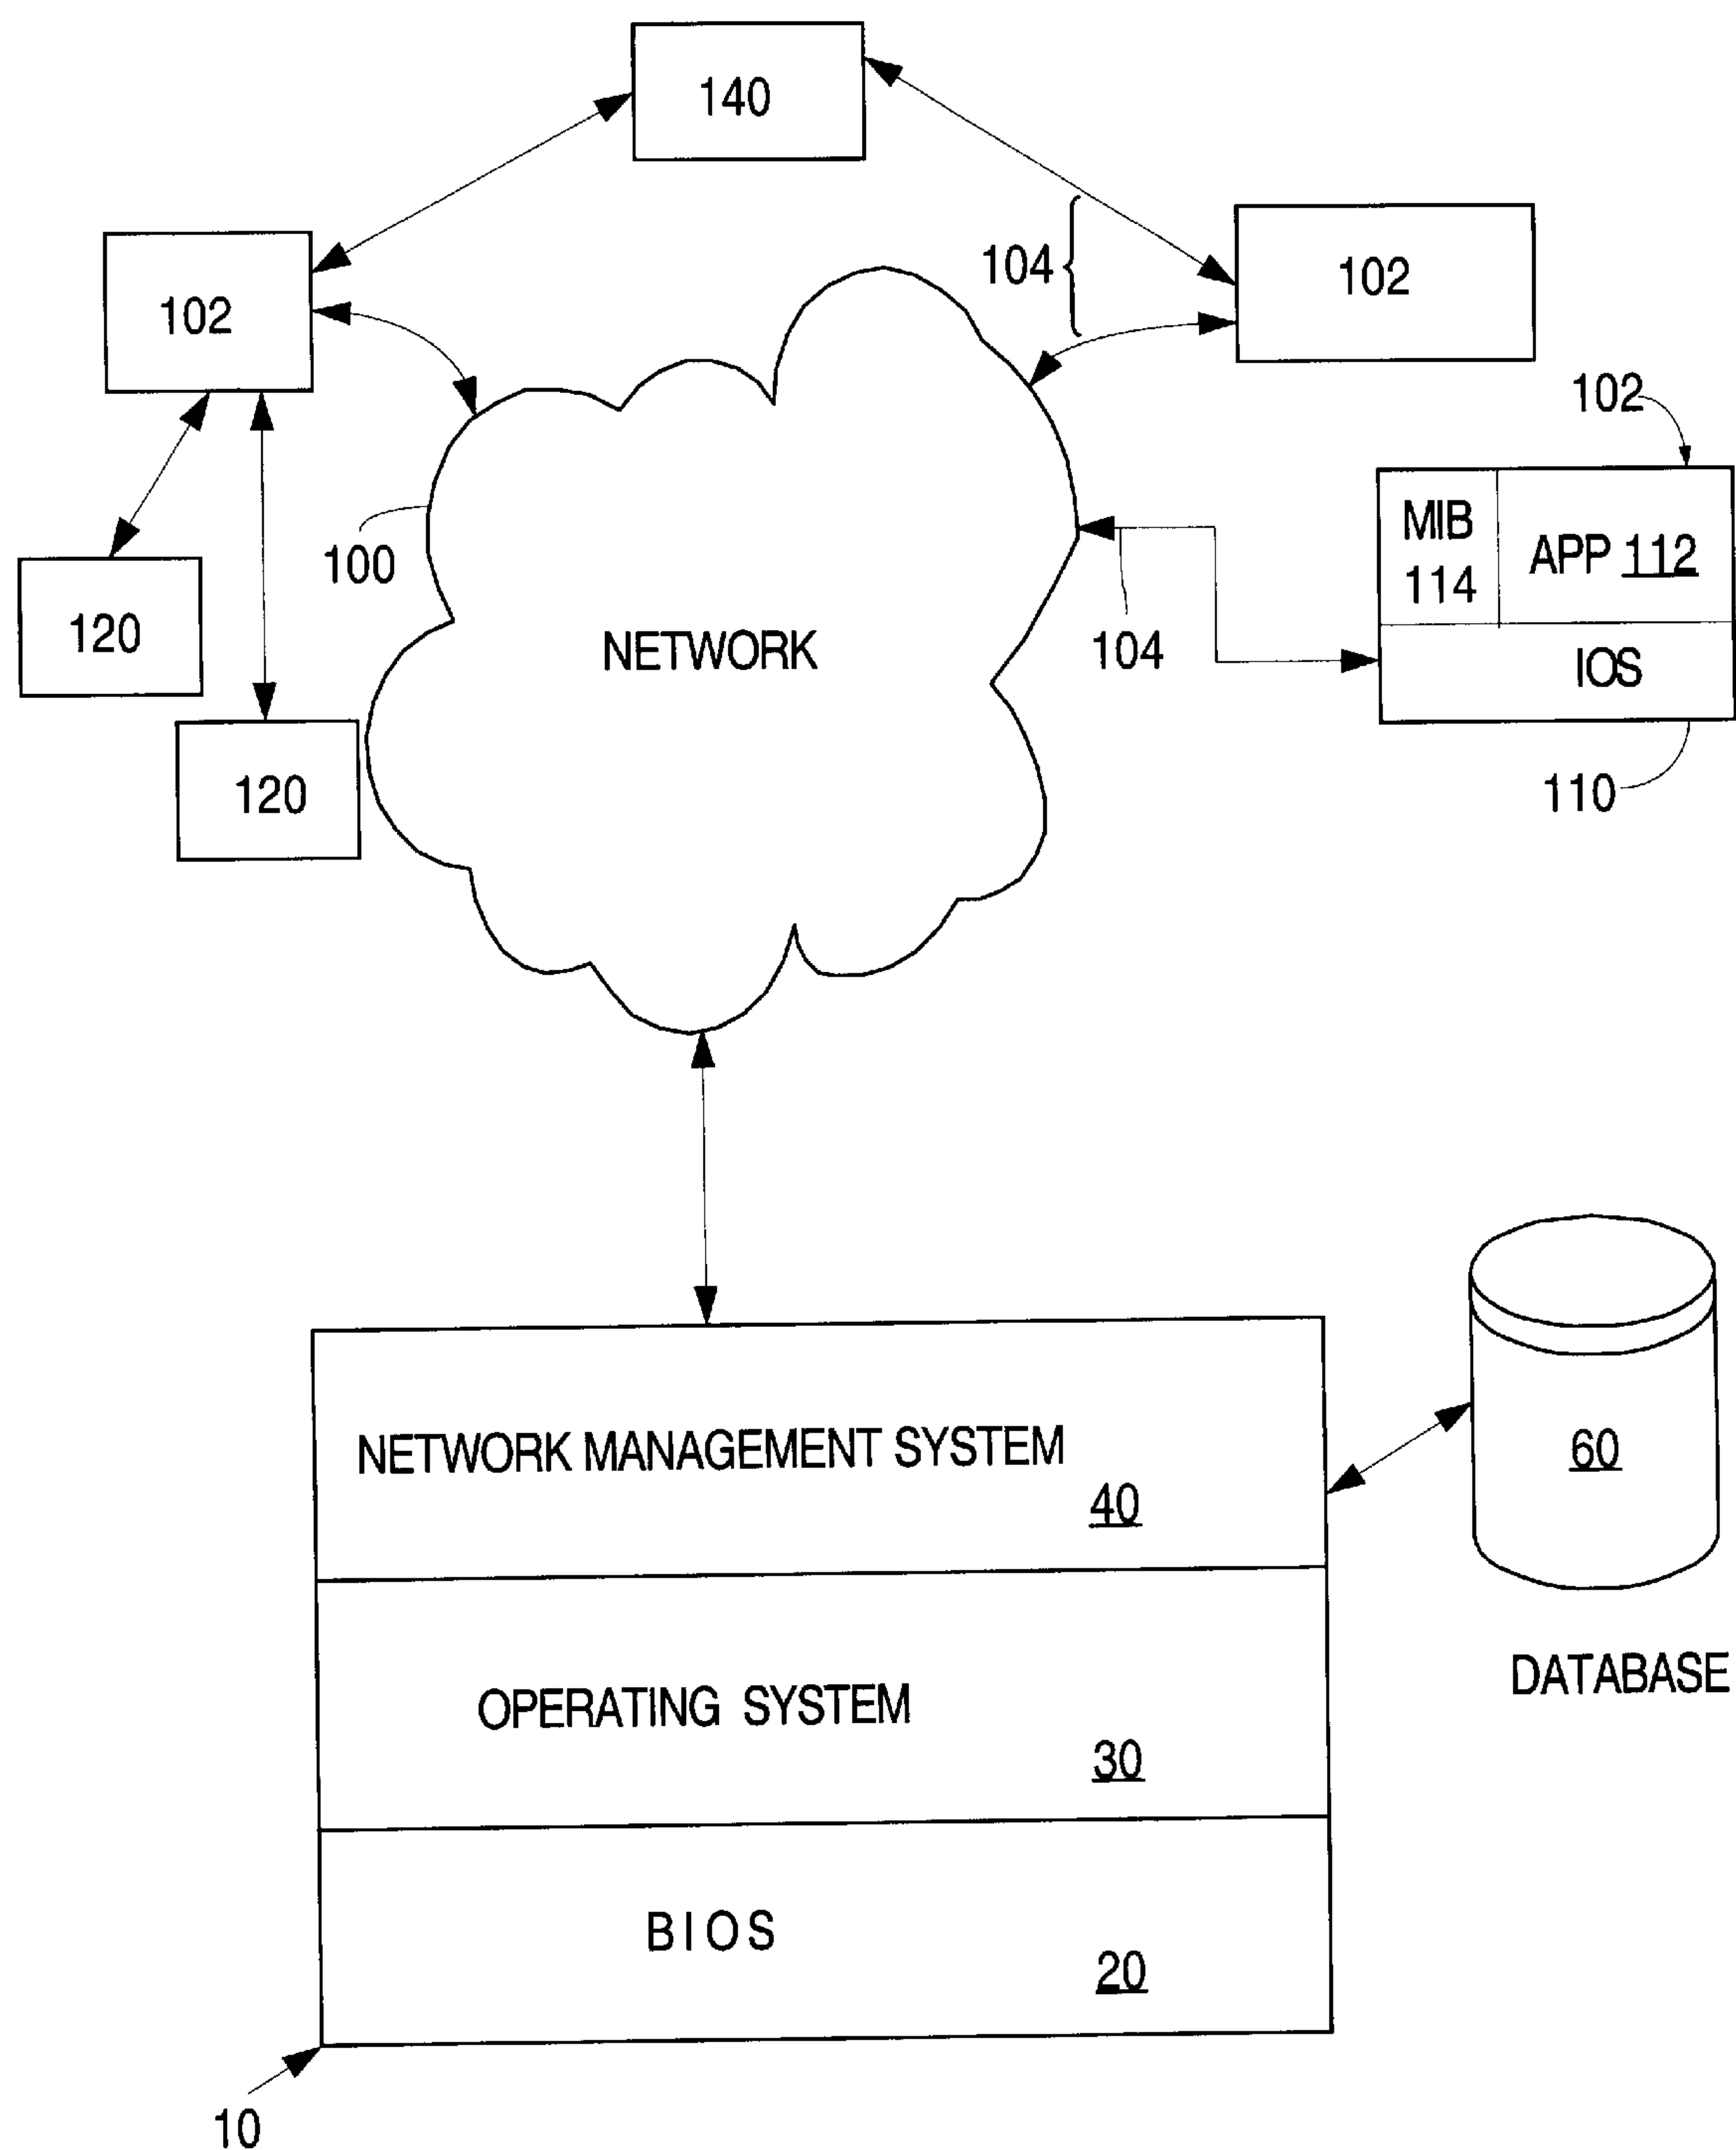 140
104
102
102
102
100
MIB
114
APP 112
120
NETWORK
104
IOS
120
110
NETWORK MANAGEMENT SYSTEM
40
60
OPERATING SYSTEM
30
DATABASE
BIOS
20
10